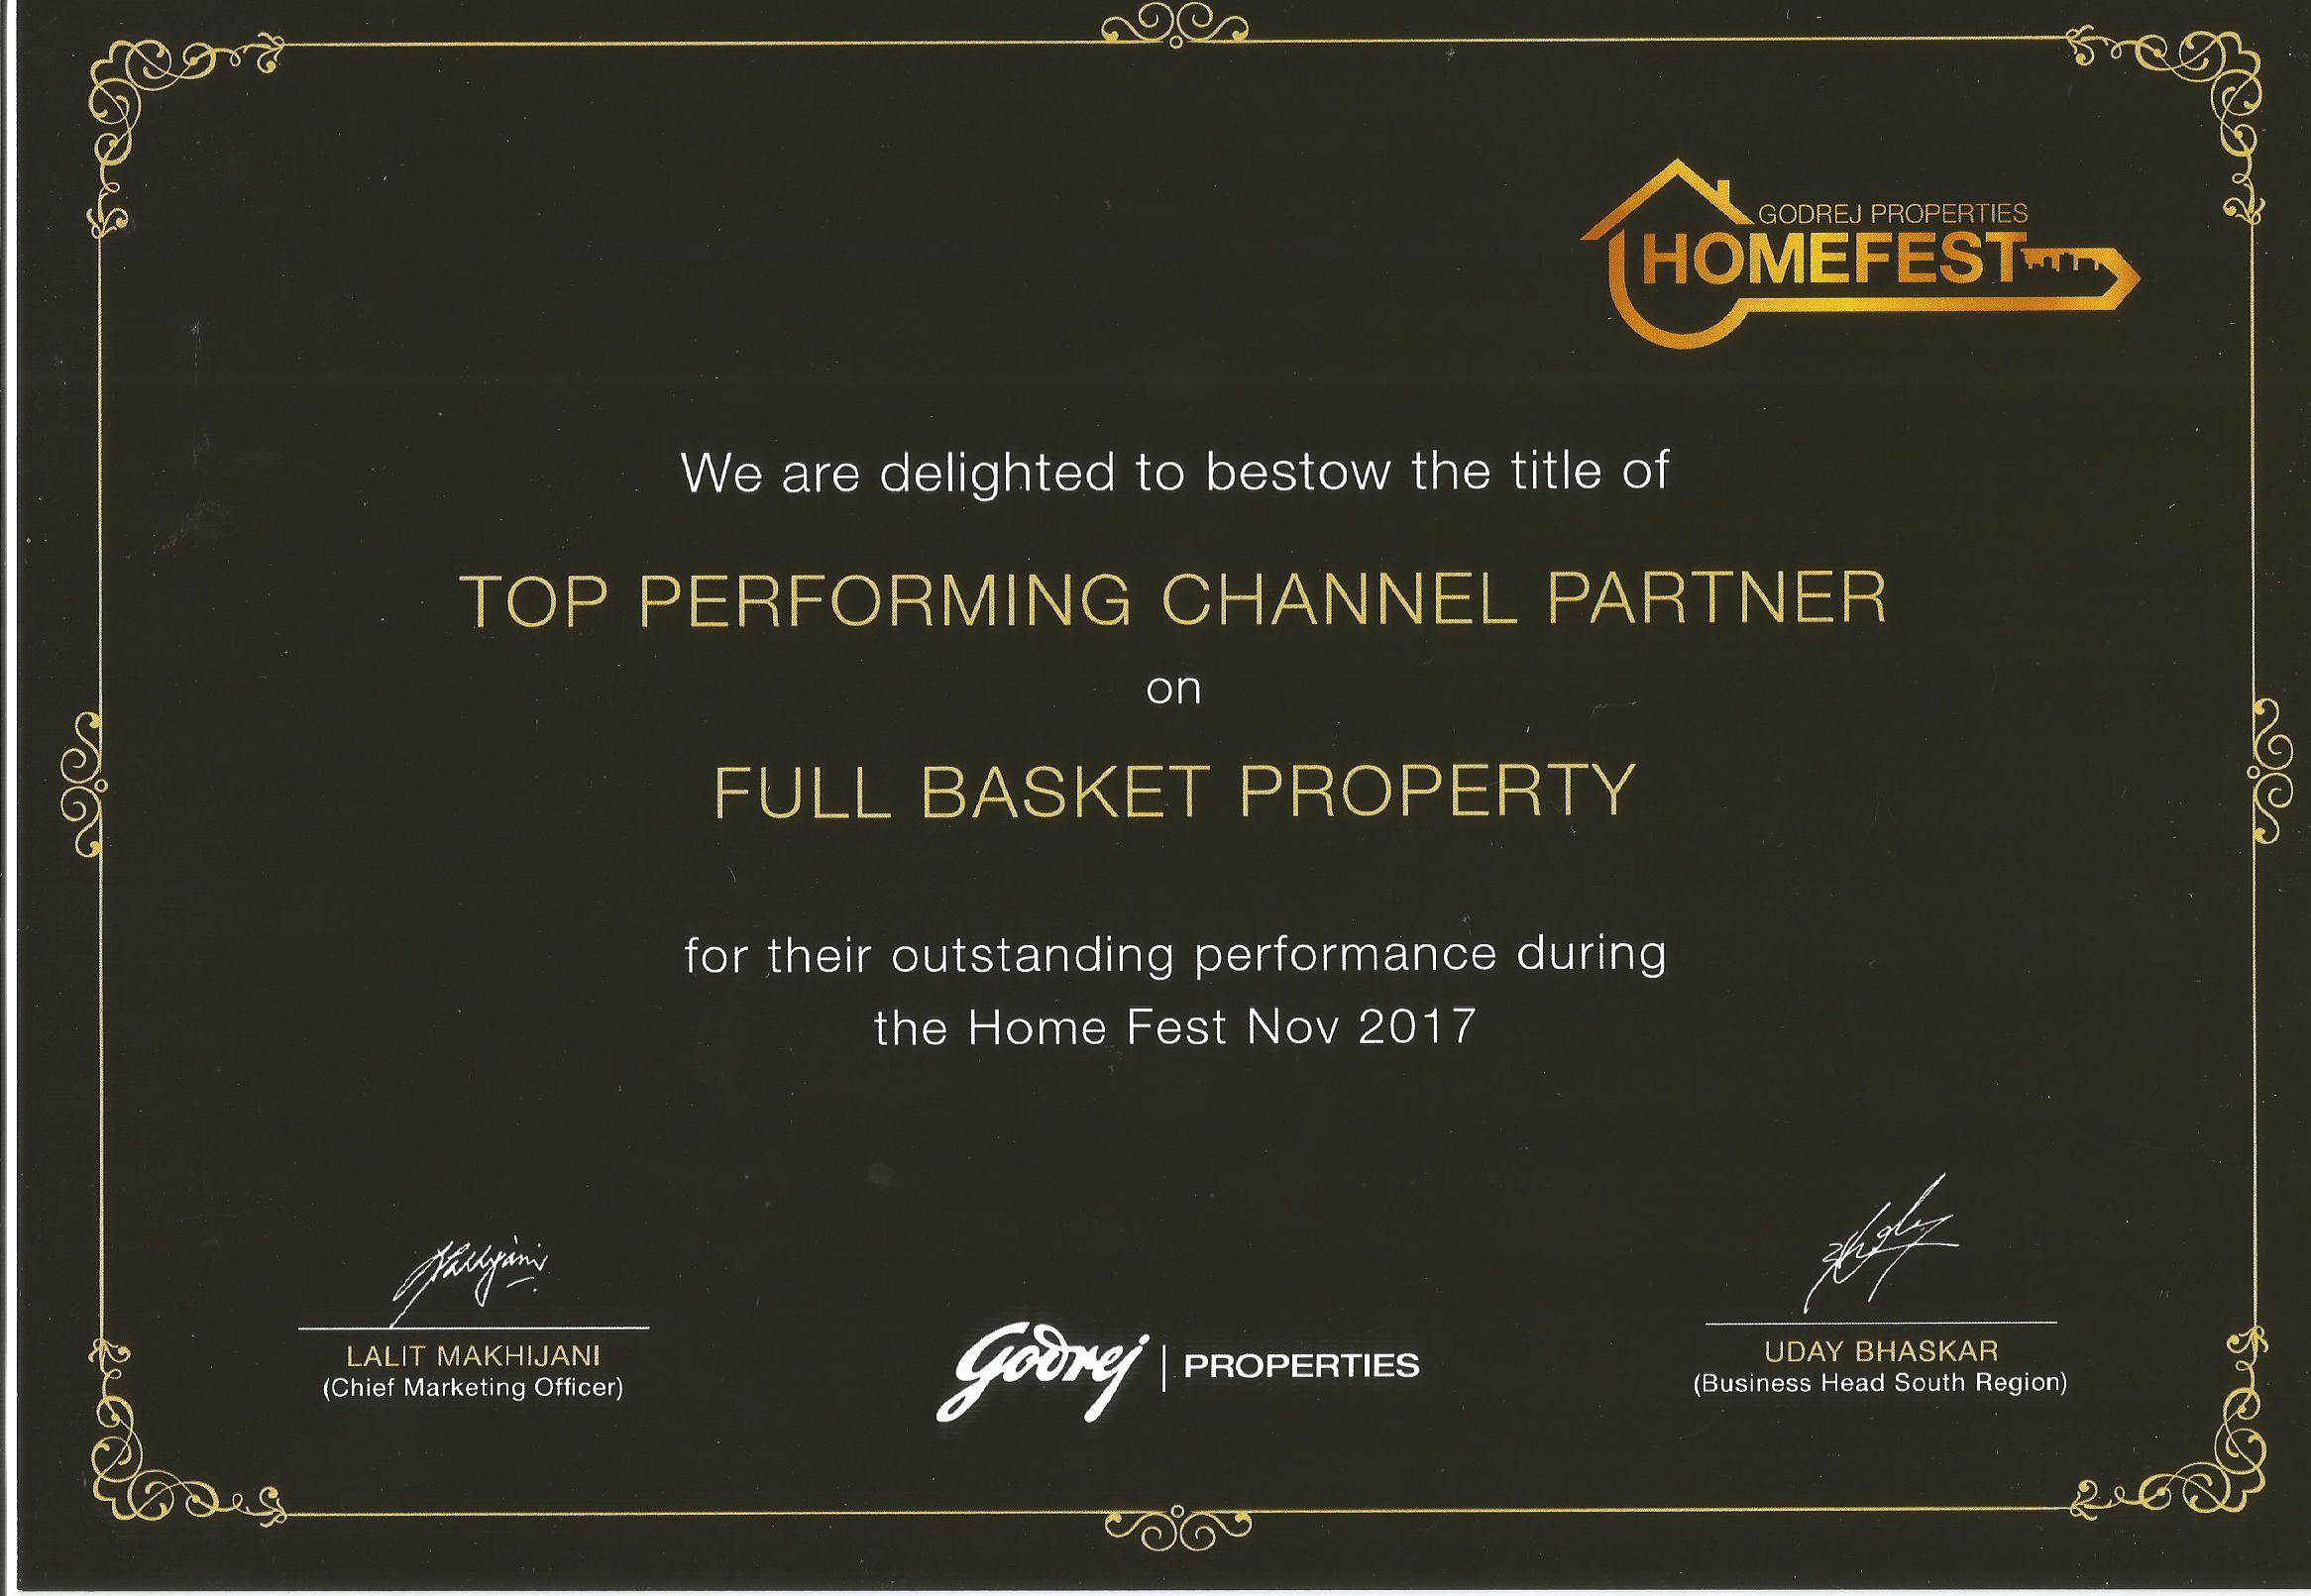 GODREJ PROPERTIES
HOMEFEST
We are delighted to bestow the title of
TOP PERFORMING CHANNEL PARTNER
on
FULL BASKET PROPERTY
for their outstanding performance during
the Home Fest Nov 2017
LALIT MAKHIJANI
(Chief Marketing Officer)
Godrej | PROPERTIES
UDAY BHASKAR
(Business Head South Region)